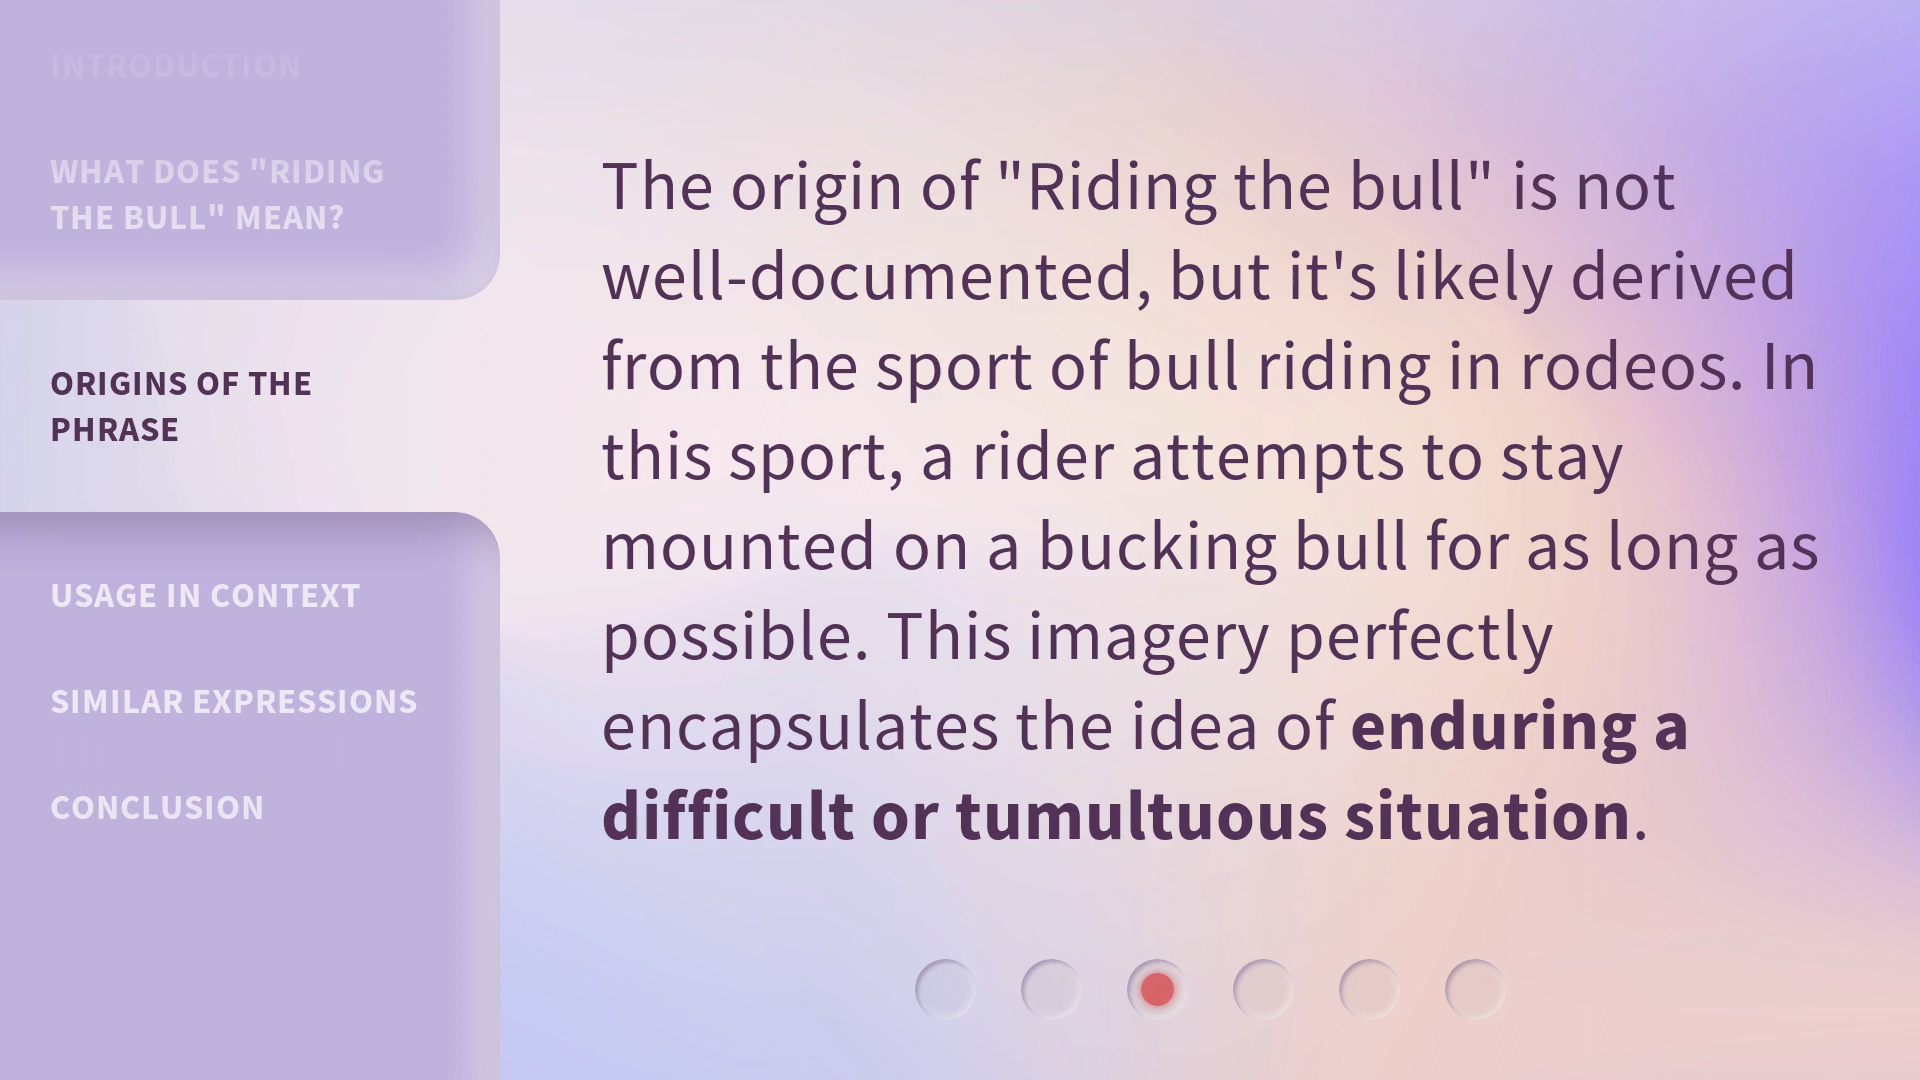 INTRODUCTION
WHAT DOES "RIDING
THE BULL" MEAN?
ORIGINS OF THE
PHRASE
USAGE IN CONTEXT
SIMILAR EXPRESSIONS
CONCLUSION
The origin of "Riding the bull" is not
well-documented, but it's likely derived
from the sport of bull riding in rodeos. In
this sport, a rider attempts to stay
mounted on a bucking bull for as long as
possible. This imagery perfectly
encapsulates the idea of enduring a
difficult or tumultuous situation.